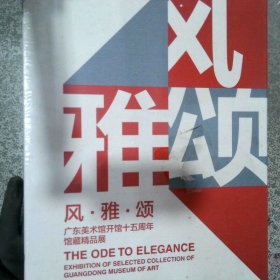 风
雅颂
风·雅·颂
广东美术馆开馆十五周年
馆藏精品展
THE ODE TO ELEGANCE
EXHIBITION OF SELECTED COLLECTION OF
GUANGDONG MUSEUM OF ART